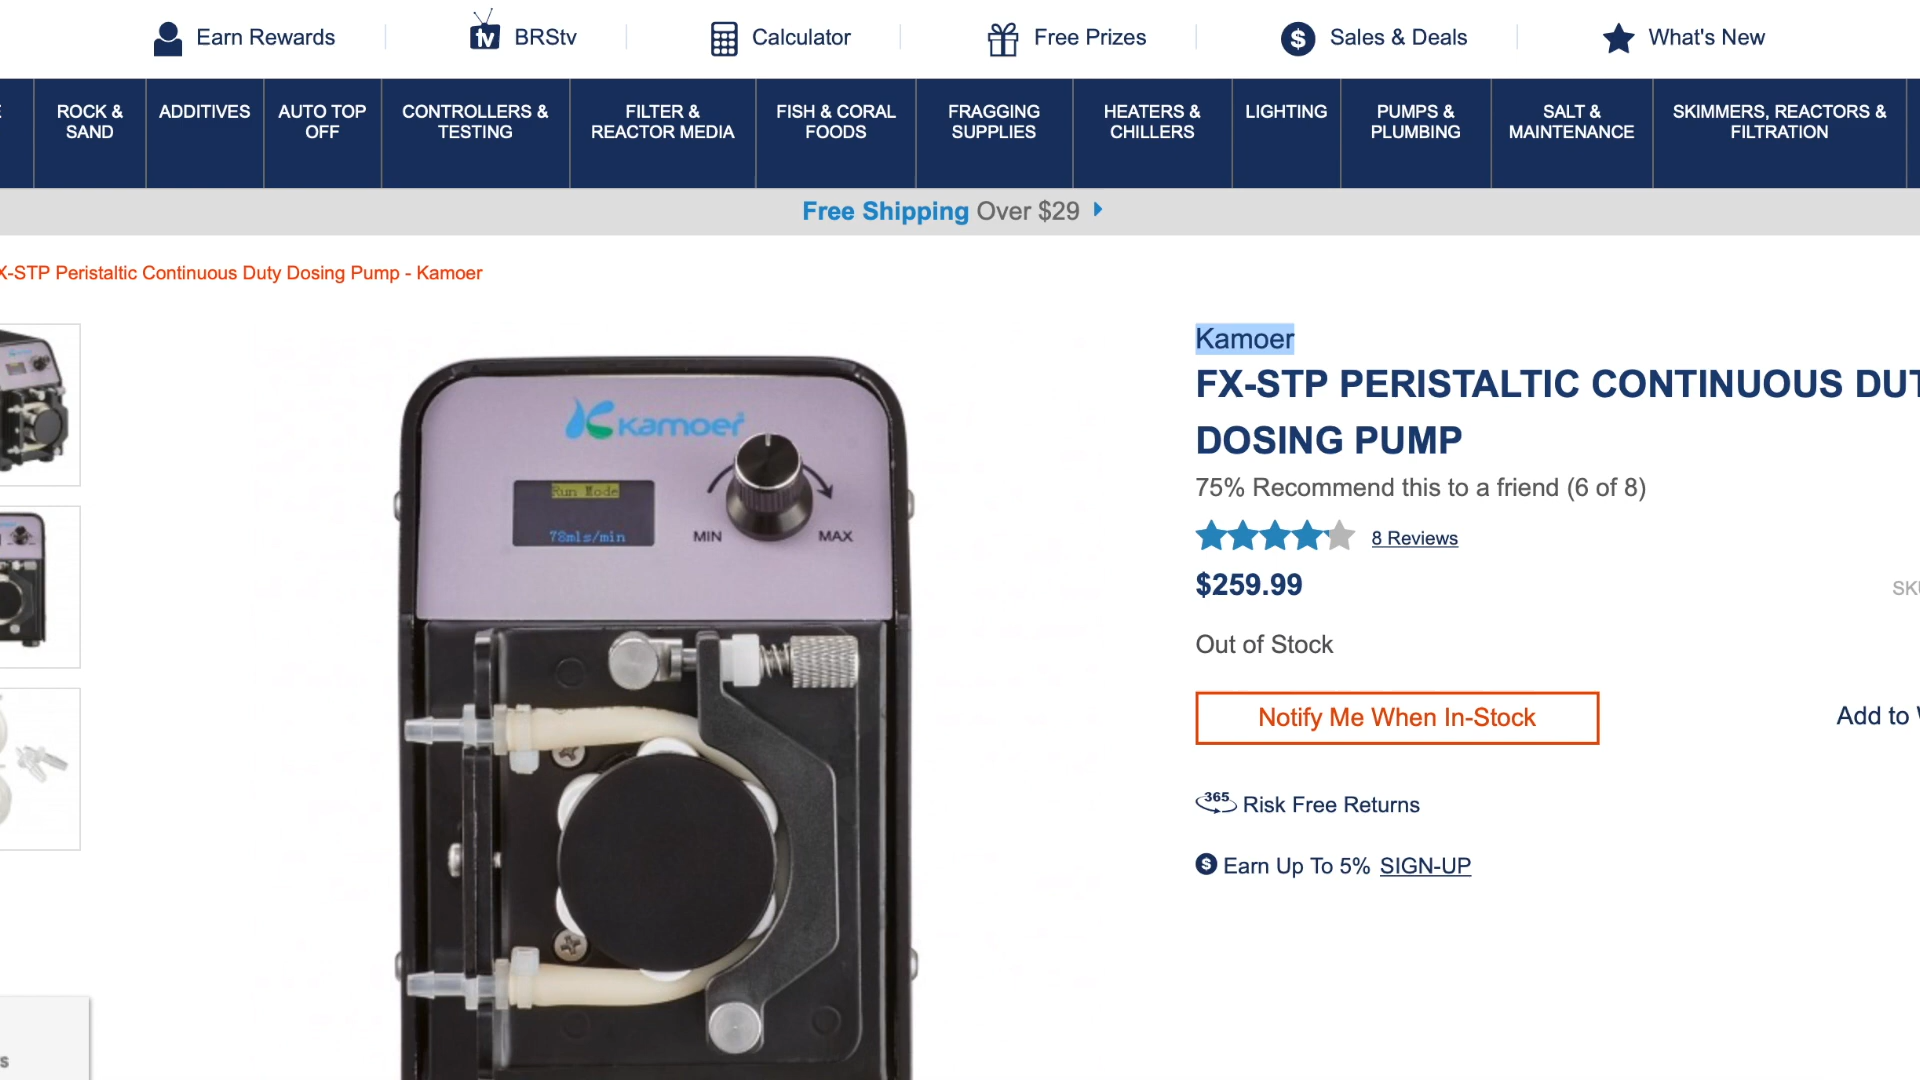 Earn Rewards
BRStv
Calculator
Free Prizes
Sales & Deals
What's New
ROCK &
SAND
ADDITIVES
AUTO TOP
OFF
CONTROLLERS &
TESTING
FILTER &
REACTOR MEDIA
FISH & CORAL
FOODS
FRAGGING
SUPPLIES
HEATERS &
CHILLERS
LIGHTING
PUMPS &
PLUMBING
SALT &
MAINTENANCE
SKIMMERS, REACTORS &
FILTRATION
Free Shipping Over $29
X-STP Peristaltic Continuous Duty Dosing Pump - Kamoer
Kamoer
Run Mode
78mls/min
MIN
MAX
Kamoer
FX-STP PERISTALTIC CONTINUOUS DUT
DOSING PUMP
75% Recommend this to a friend (6 of 8)
8 Reviews
$259.99
SKU
Out of Stock
Notify Me When In-Stock
Add to
365 Risk Free Returns
$ Earn Up To 5% SIGN-UP
s